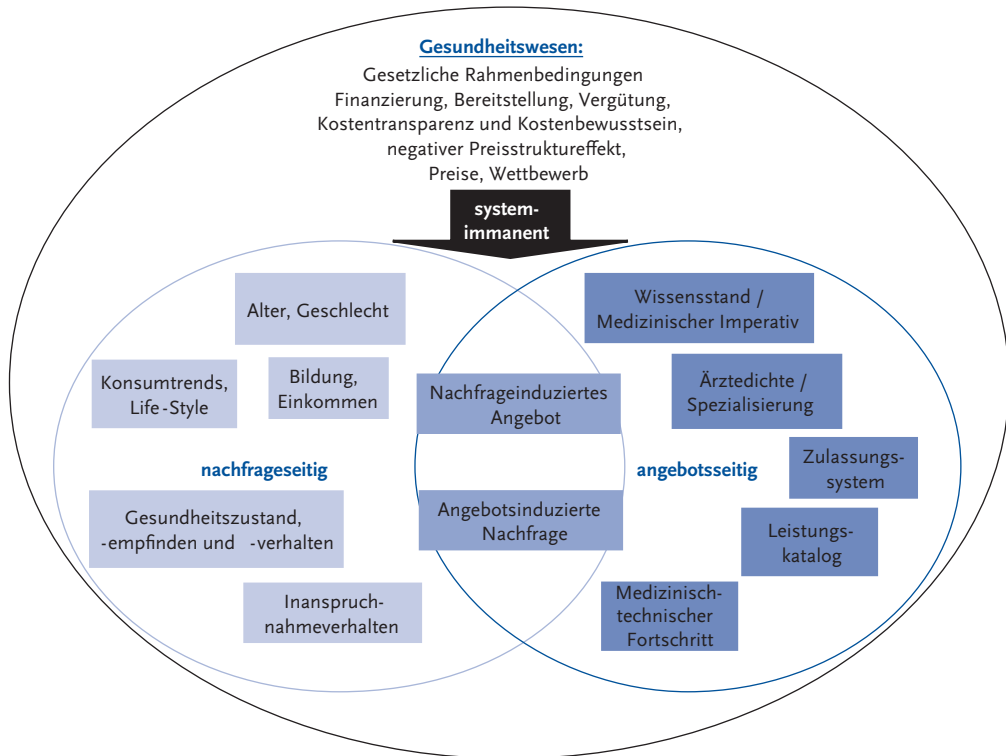 Gesundheitswesen:
Gesetzliche Rahmenbedingungen
Finanzierung, Bereitstellung, Vergütung,
Kostentransparenz und Kostenbewusstsein,
negativer Preisstruktureffekt,
Preise, Wettbewerb
system-
immanent
Alter, Geschlecht
Konsumtrends,
Life-Style
Bildung,
Einkommen
nachfrageseitig
Gesundheitszustand,
-empfinden und -verhalten
Inanspruch-
nahmeverhalten
Nachfrageinduziertes
Angebot
Angebotsinduzierte
Nachfrage
Wissensstand /
Medizinischer Imperativ
Ärztedichte /
Spezialisierung
angebotsseitig
Zulassungs-
system
Leistungs-
katalog
Medizinisch-
technischer
Fortschritt